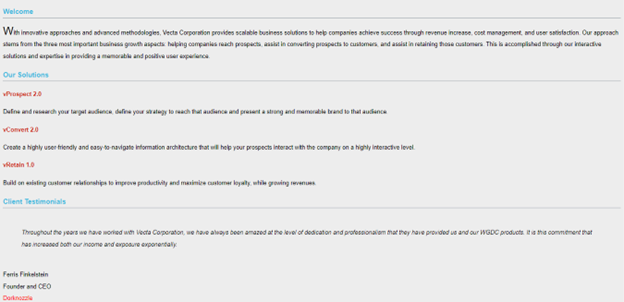 Welcome
With innovative approaches and advanced methodologies, Vecta Corporation provides scalable business solutions to help companies achieve success through revenue increase, cost management, and user satisfaction. Our approach
stems from the three most important business growth aspects: helping companies reach prospects, assist in converting prospects to customers, and assist in retaining those customers. This is accomplished through our interactive
solutions and expertise in providing a memorable and positive user experience.
Our Solutions
vProspect 2.0
Define and research your target audience, define your strategy to reach that audience and present a strong and memorable brand to that audience.
vConvert 2.0
Create a highly user-friendly and easy-to-navigate information architecture that will help your prospects interact with the company on a highly interactive level.
vRetain 1.0
Build on existing customer relationships to improve productivity and maximize customer loyalty, while growing revenues.
Client Testimonials
Throughout the years we have worked with Vecta Corporation, we have always been amazed at the level of dedication and professionalism that they have provided us and our WGDC products. It is this commitment that
has increased both our income and exposure exponentially.
Ferris Finkelstein
Founder and CEO
Dorknozzle